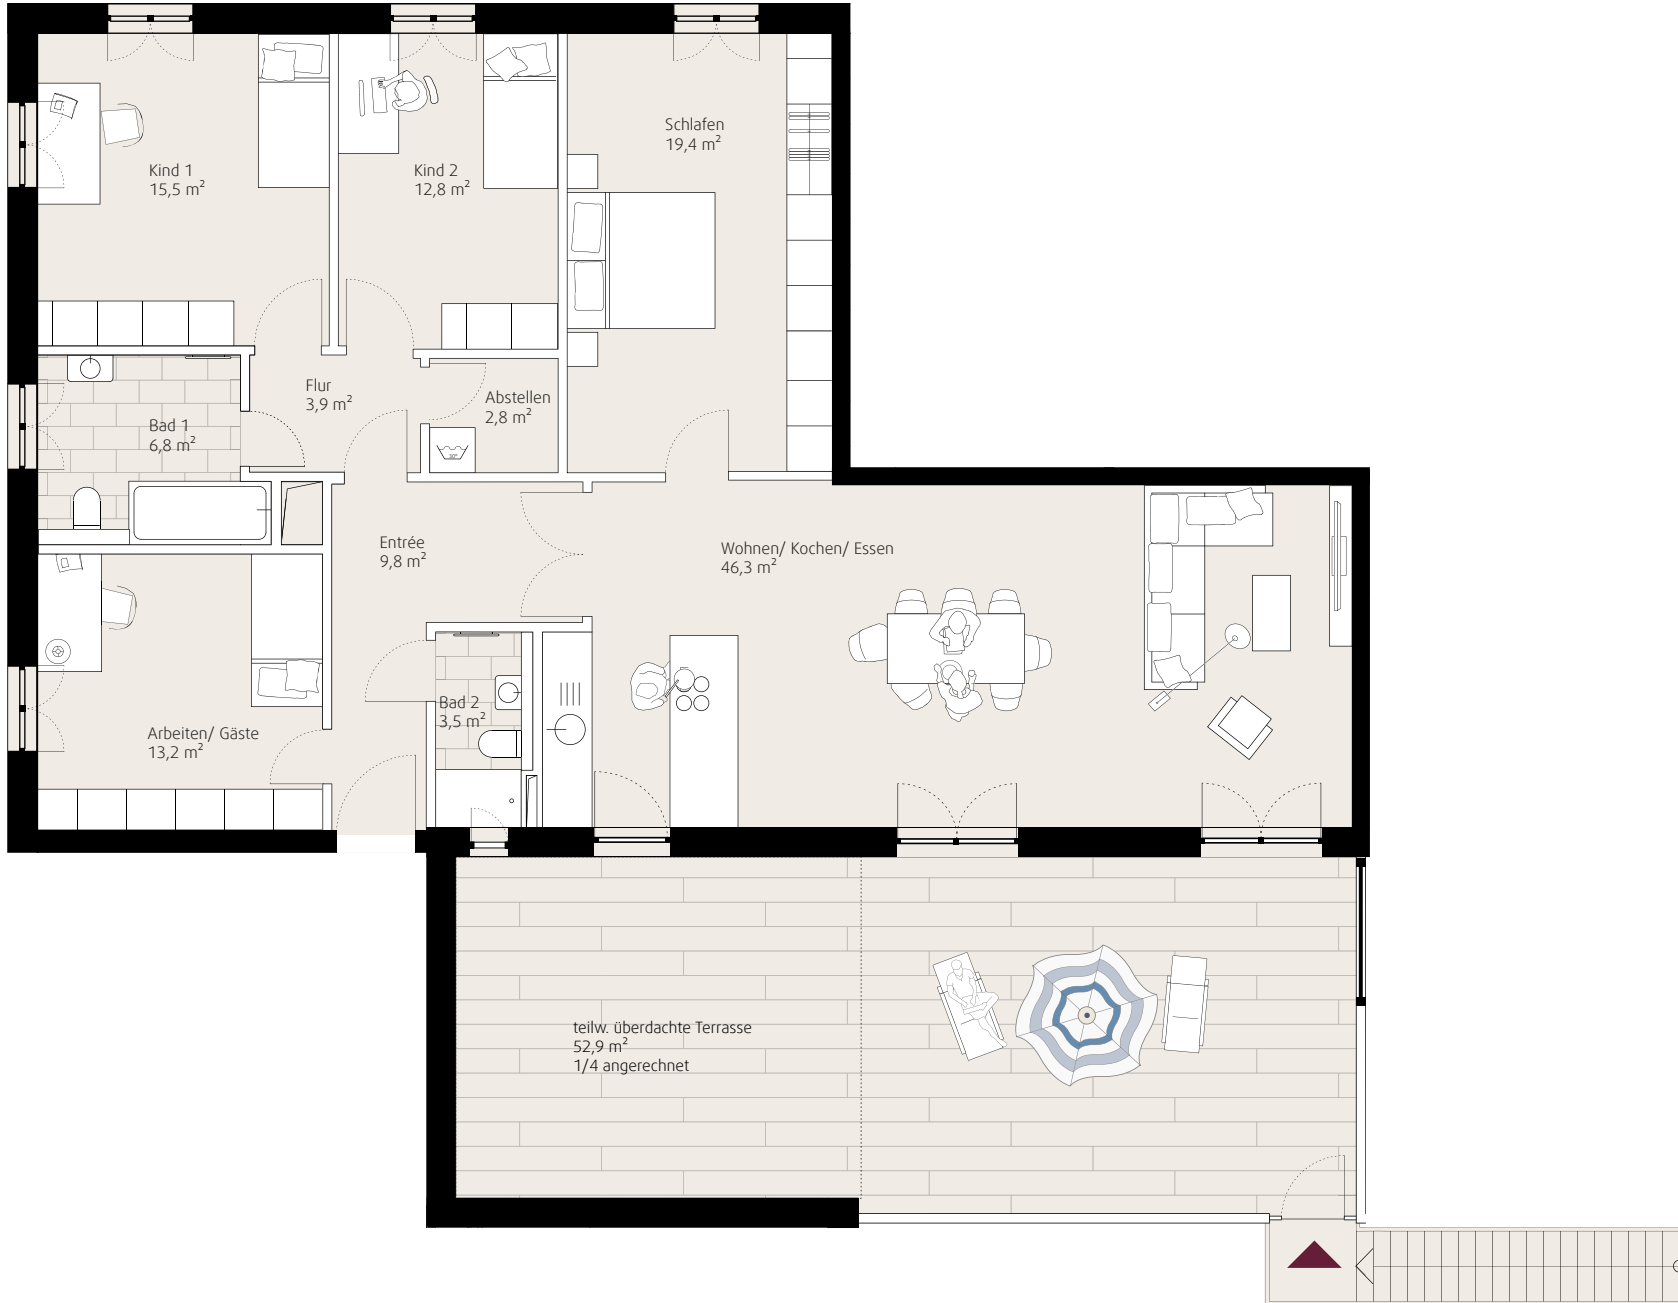 Schlafen
19,4 m²
Kind 1
15,5 m²
Kind 2
12,8 m²
Flur
3,9 m²
Abstellen
2,8 m²
Bad 1
6,8 m²
Entrée
9,8 m²
Wohnen/ Kochen/ Essen
46,3 m²
Bad 2
3,5 m²
Arbeiten/ Gäste
13,2 m²
teilw. überdachte Terrasse
52,9 m²
1/4 angerechnet